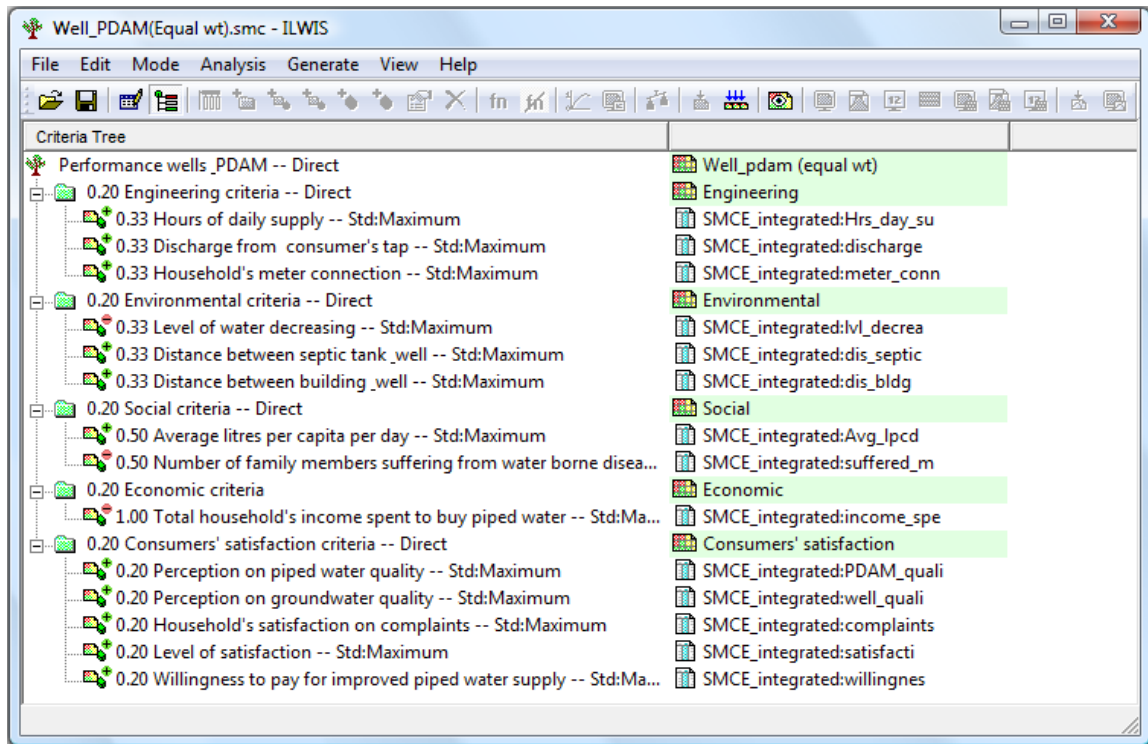 Well_PDAM(Equal wt).smc - ILWIS
File Edit Mode Analysis Generate View Help
fn
Criteria Tree
Performance wells_PDAM -- Direct Well_pdam (equal wt)
0.20 Engineering criteria -- Direct Engineering
0.33 Hours of daily supply -- Std:Maximum SMCE_integrated:Hrs_day_su
0.33 Discharge from consumer's tap -- Std:Maximum SMCE_integrated:discharge
0.33 Household's meter connection -- Std:Maximum SMCE_integrated:meter_conn
0.20 Environmental criteria -- Direct Environmental
0.33 Level of water decreasing -- Std:Maximum SMCE_integrated:lvl_decrea
0.33 Distance between septic tank_well -- Std:Maximum SMCE_integrated:dis_septic
0.33 Distance between building_well -- Std:Maximum SMCE_integrated:dis_bldg
0.20 Social criteria -- Direct Social
0.50 Average litres per capita per day -- Std:Maximum SMCE_integrated:Avg_lpcd
0.50 Number of family members suffering from water borne disea... SMCE_integrated:suffered_m
0.20 Economic criteria Economic
1.00 Total household's income spent to buy piped water -- Std:Ma... SMCE_integrated:income_spe
0.20 Consumers' satisfaction criteria -- Direct Consumers' satisfaction
0.20 Perception on piped water quality -- Std:Maximum SMCE_integrated:PDAM_quali
0.20 Perception on groundwater quality -- Std:Maximum SMCE_integrated:well_quali
0.20 Household's satisfaction on complaints -- Std:Maximum SMCE_integrated:complaints
0.20 Level of satisfaction -- Std:Maximum SMCE_integrated:satisfacti
0.20 Willingness to pay for improved piped water supply -- Std:Ma... SMCE_integrated:willingnes